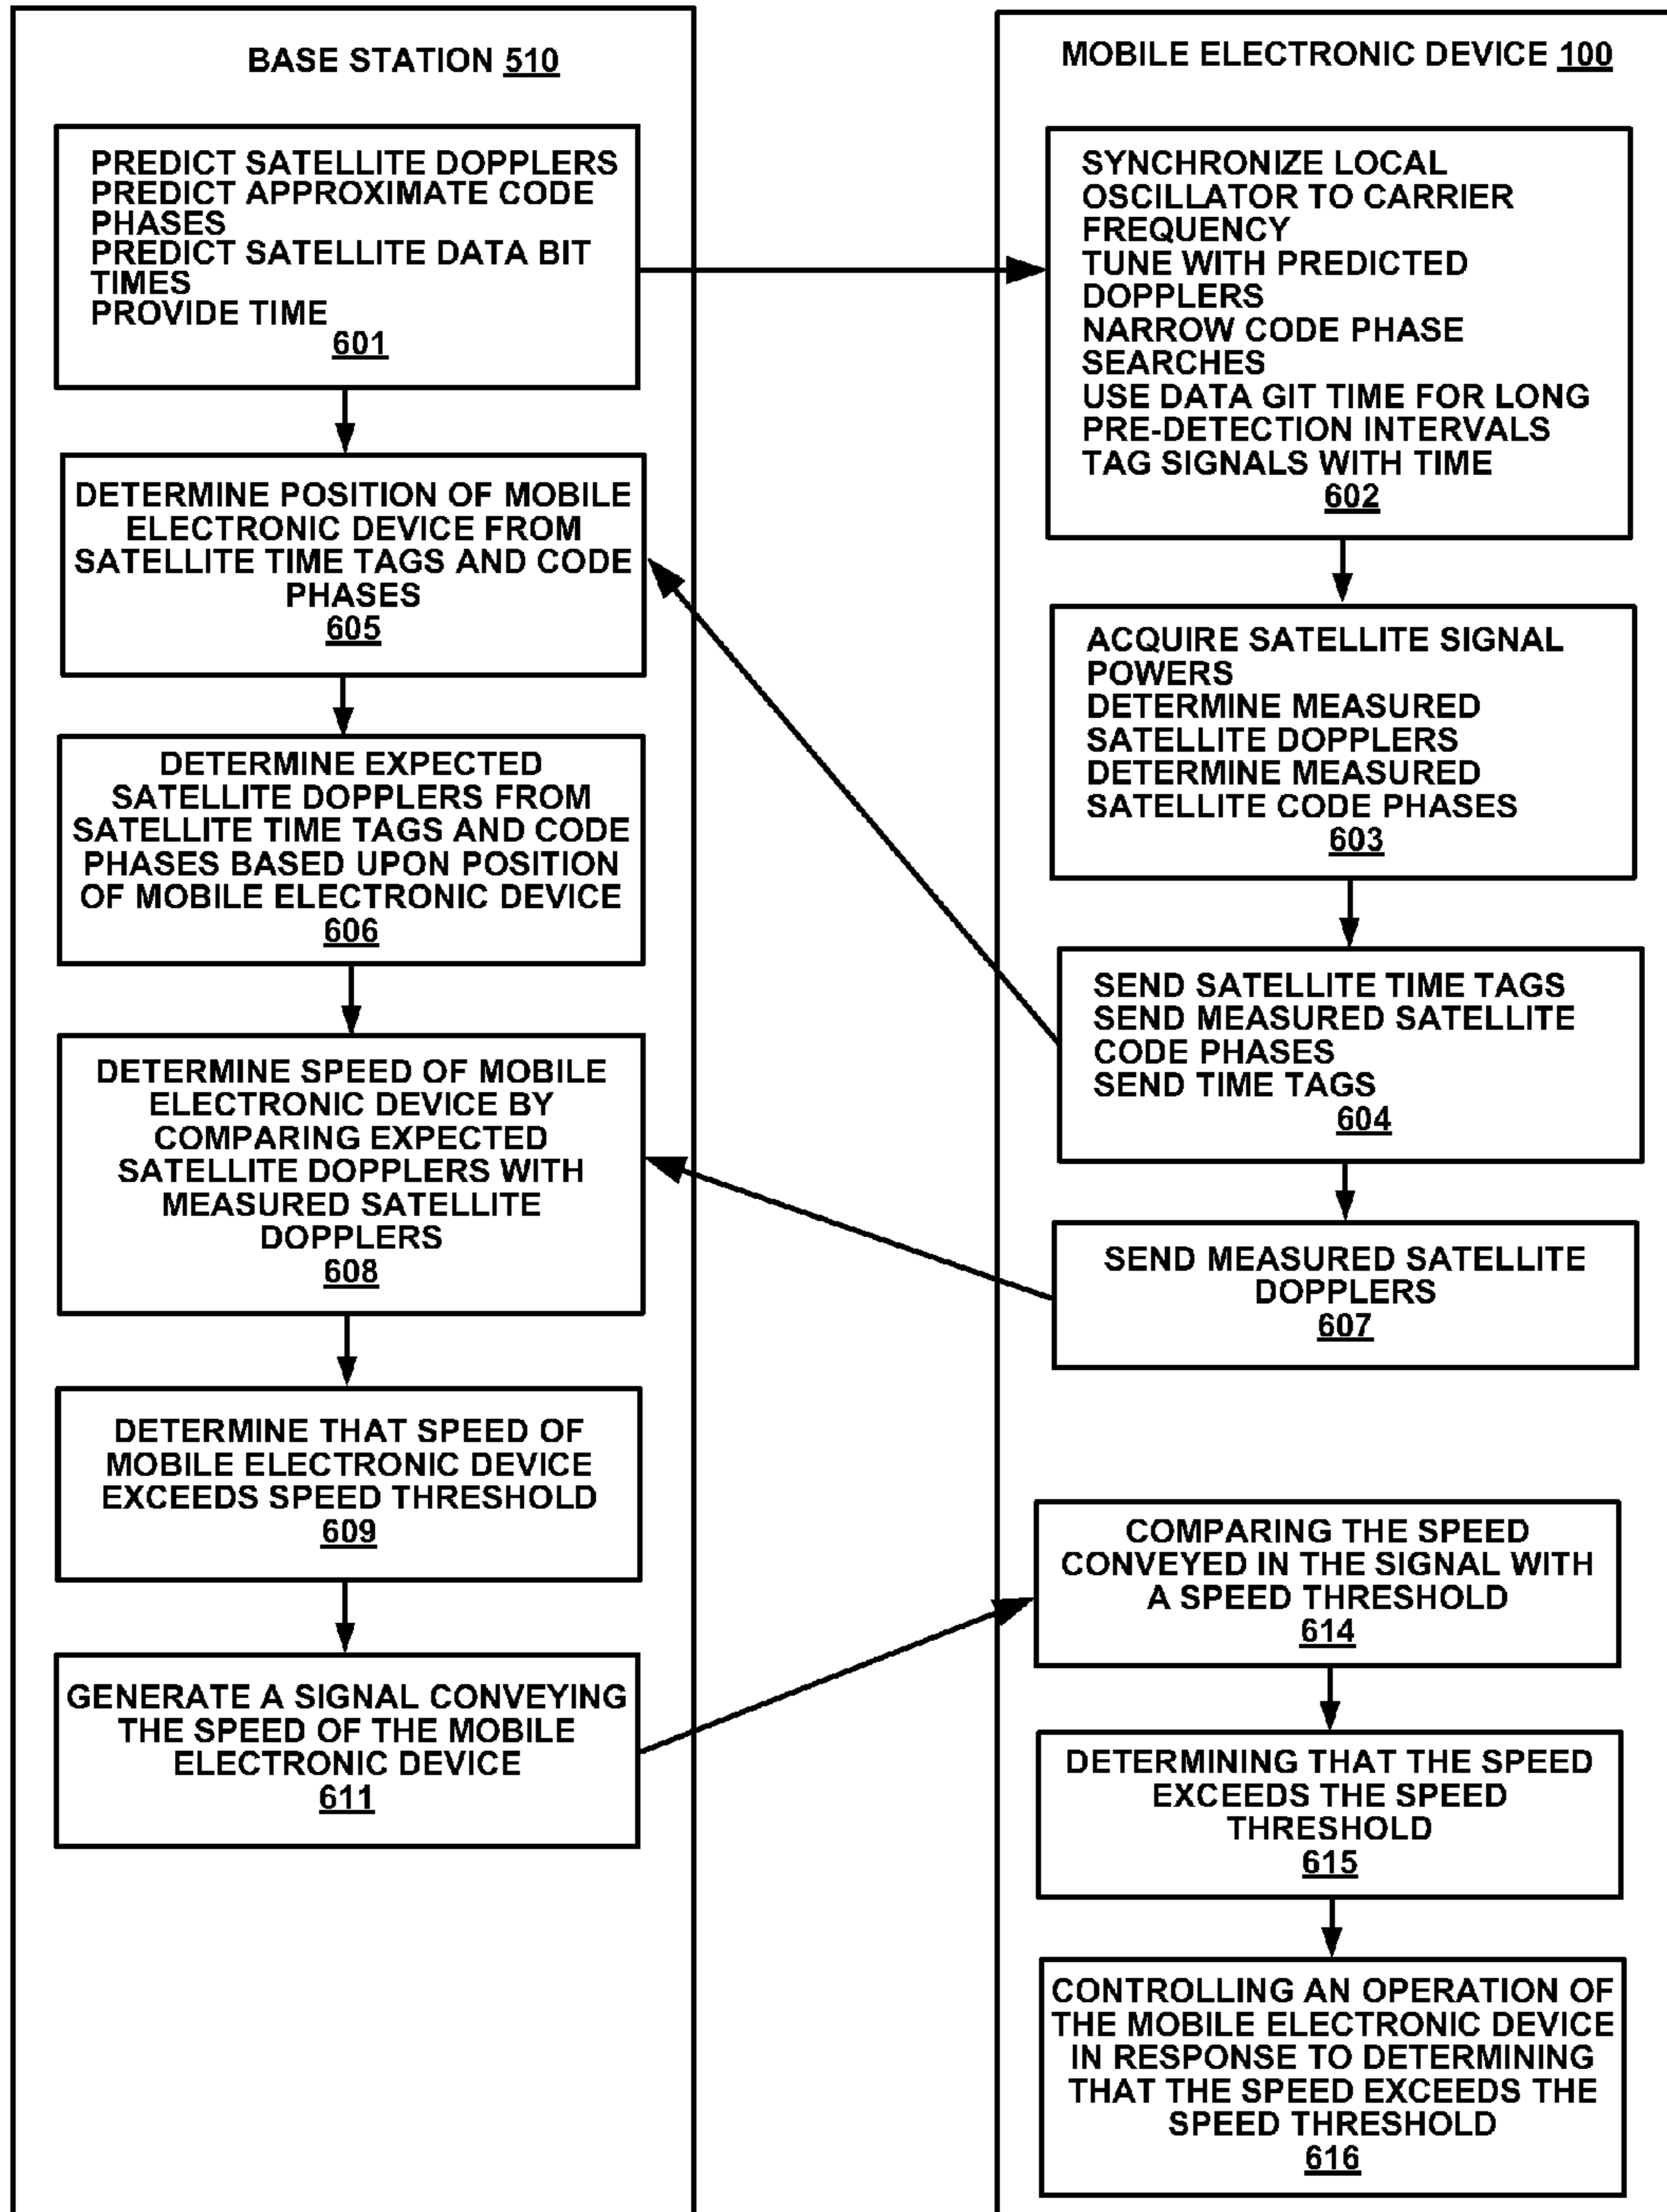 BASE STATION 510
PREDICT SATELLITE DOPPLERS
PREDICT APPROXIMATE CODE
PHASES
PREDICT SATELLITE DATA BIT
TIMES
PROVIDE TIME
601
DETERMINE POSITION OF MOBILE
ELECTRONIC DEVICE FROM
SATELLITE TIME TAGS AND CODE
PHASES
605
DETERMINE EXPECTED
SATELLITE DOPPLERS FROM
SATELLITE TIME TAGS AND CODE
PHASES BASED UPON POSITION
OF MOBILE ELECTRONIC DEVICE
606
DETERMINE SPEED OF MOBILE
ELECTRONIC DEVICE BY
COMPARING EXPECTED
SATELLITE DOPPLERS WITH
MEASURED SATELLITE
DOPPLERS
608
DETERMINE THAT SPEED OF
MOBILE ELECTRONIC DEVICE
EXCEEDS SPEED THRESHOLD
609
GENERATE A SIGNAL CONVEYING
THE SPEED OF THE MOBILE
ELECTRONIC DEVICE
611
MOBILE ELECTRONIC DEVICE 100
SYNCHRONIZE LOCAL
OSCILLATOR TO CARRIER
FREQUENCY
TUNE WITH PREDICTED
DOPPLERS
NARROW CODE PHASE
SEARCHES
USE DATA GIT TIME FOR LONG
PRE-DETECTION INTERVALS
TAG SIGNALS WITH TIME
602
ACQUIRE SATELLITE SIGNAL
POWERS
DETERMINE MEASURED
SATELLITE DOPPLERS
DETERMINE MEASURED
SATELLITE CODE PHASES
603
SEND SATELLITE TIME TAGS
SEND MEASURED SATELLITE
CODE PHASES
SEND TIME TAGS
604
SEND MEASURED SATELLITE
DOPPLERS
607
COMPARING THE SPEED
CONVEYED IN THE SIGNAL WITH
A SPEED THRESHOLD
614
DETERMINING THAT THE SPEED
EXCEEDS THE SPEED
THRESHOLD
615
CONTROLLING AN OPERATION OF
THE MOBILE ELECTRONIC DEVICE
IN RESPONSE TO DETERMINING
THAT THE SPEED EXCEEDS THE
SPEED THRESHOLD
616